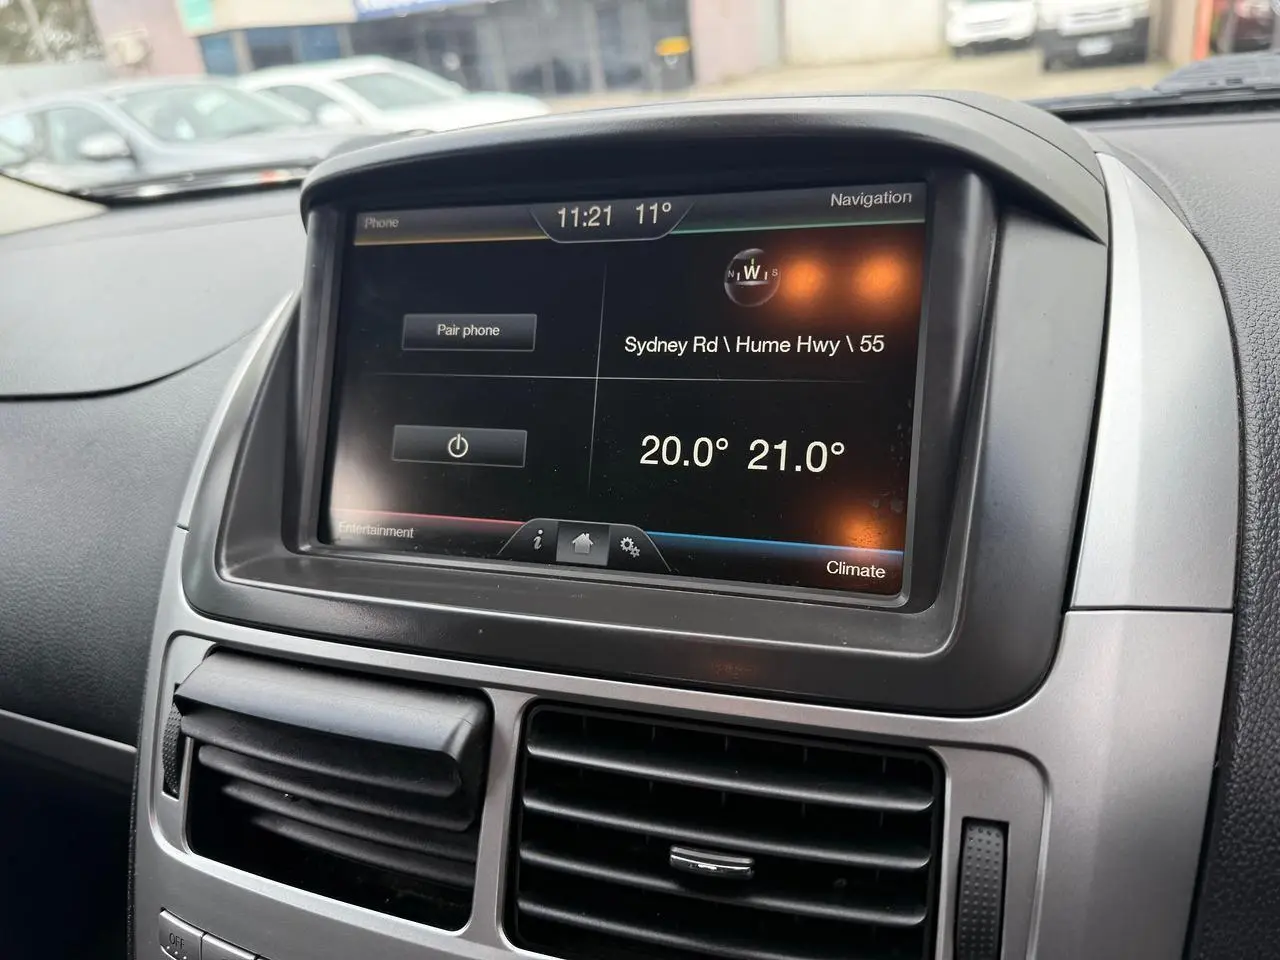 Phone
11:21 11°
Navigation
N W S
Pair phone
Sydney Rd \ Hume Hwy \ 55
20.0° 21.0°
Entertainment
i
Climate
OFF